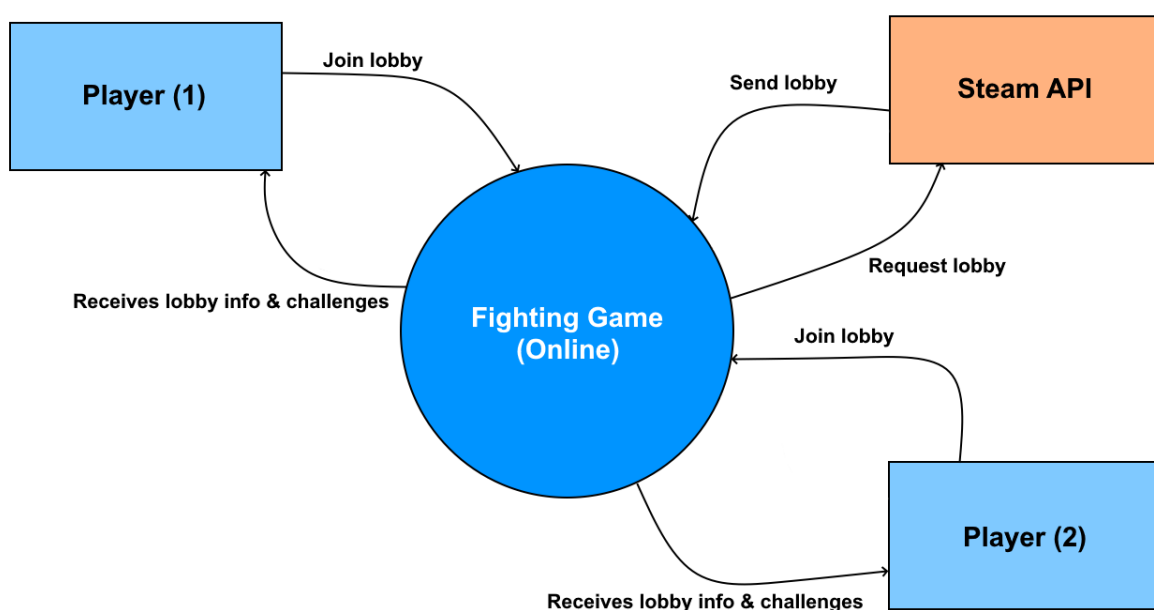 Player (1)
Join lobby
Receives lobby info & challenges
Send lobby
Steam API
Request lobby
Fighting Game
(Online)
Join lobby
Player (2)
Receives lobby info & challenges